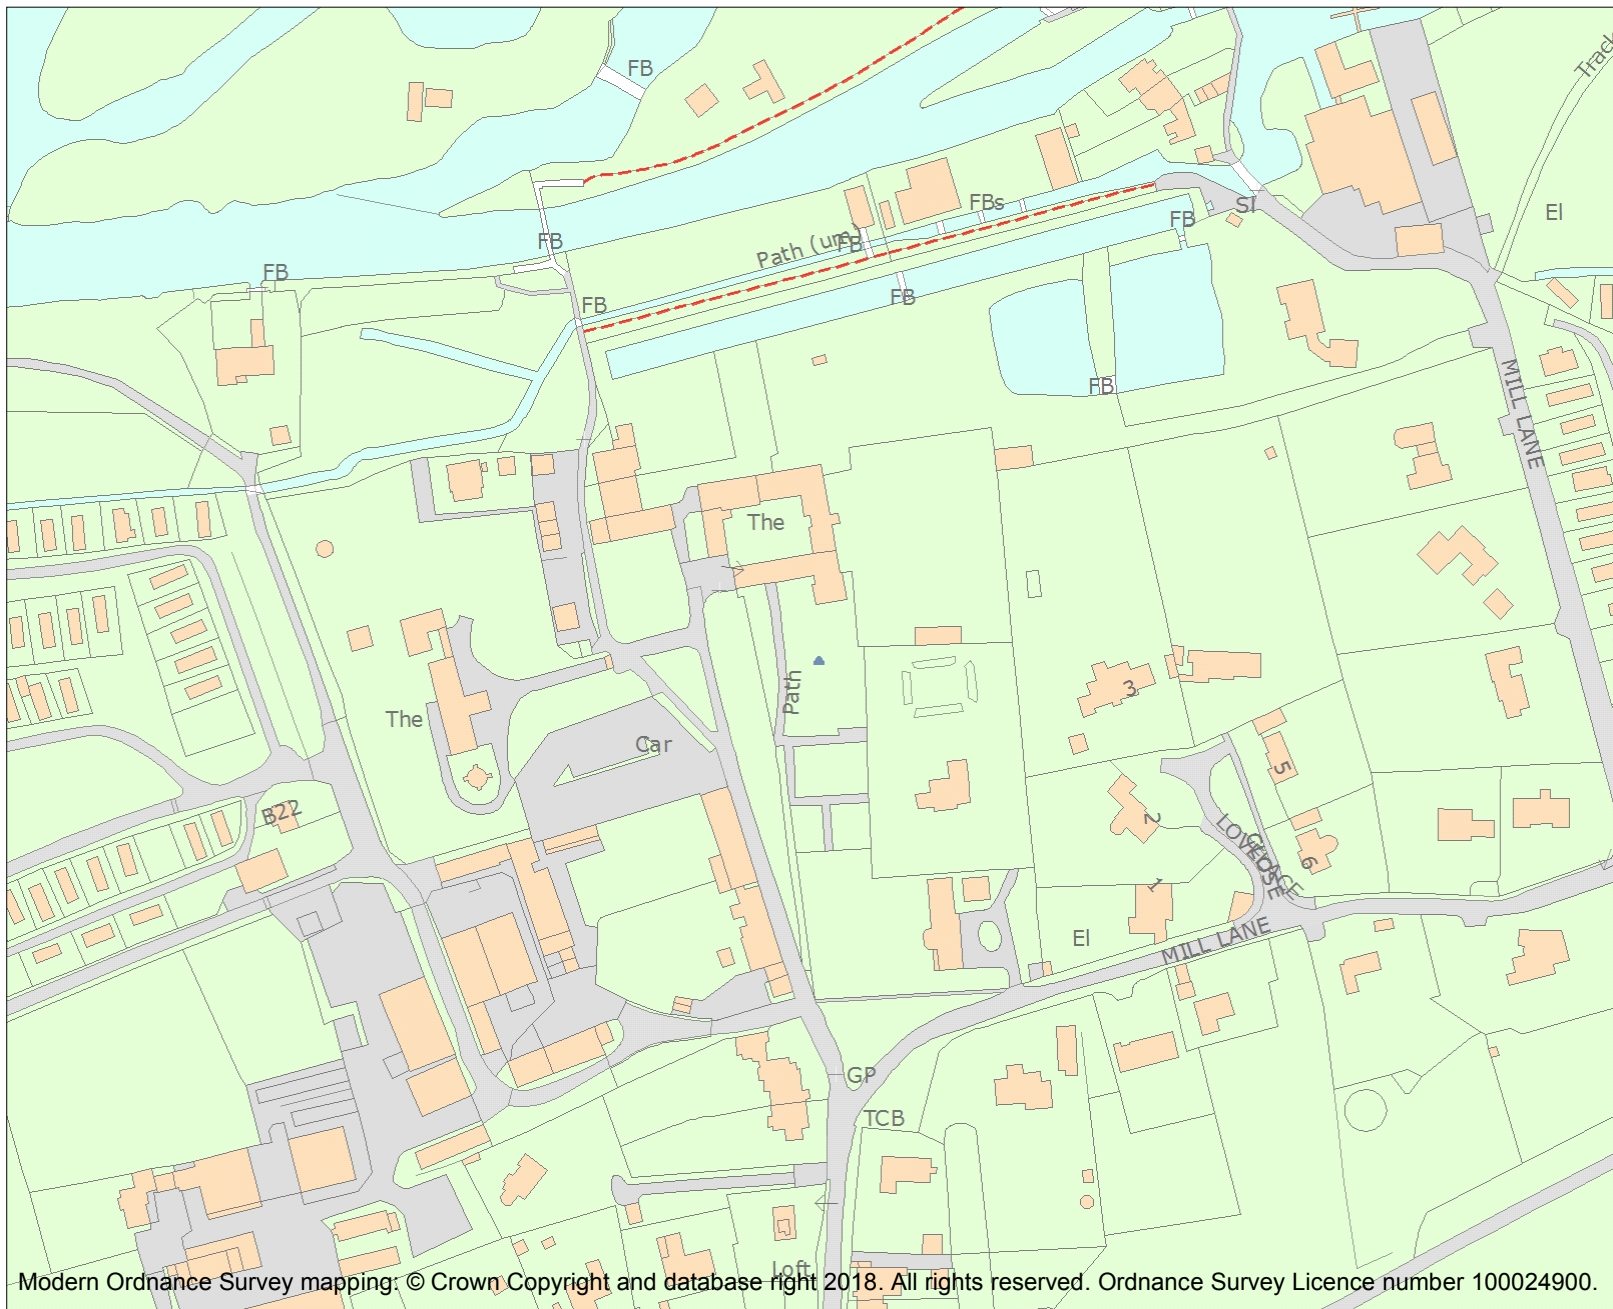 FB
Track
FBs
SI
El
FB
FB
Path (um)
FB
FB
FB
FB
FB
MILL LANE
The
3
Path
The
Car
5
B22
2
LOVELACE
CLOSE
6
1
El
MILL LANE
GP
TCB
Loft
Modern Ordnance Survey mapping: © Crown Copyright and database right 2018. All rights reserved. Ordnance Survey Licence number 100024900.